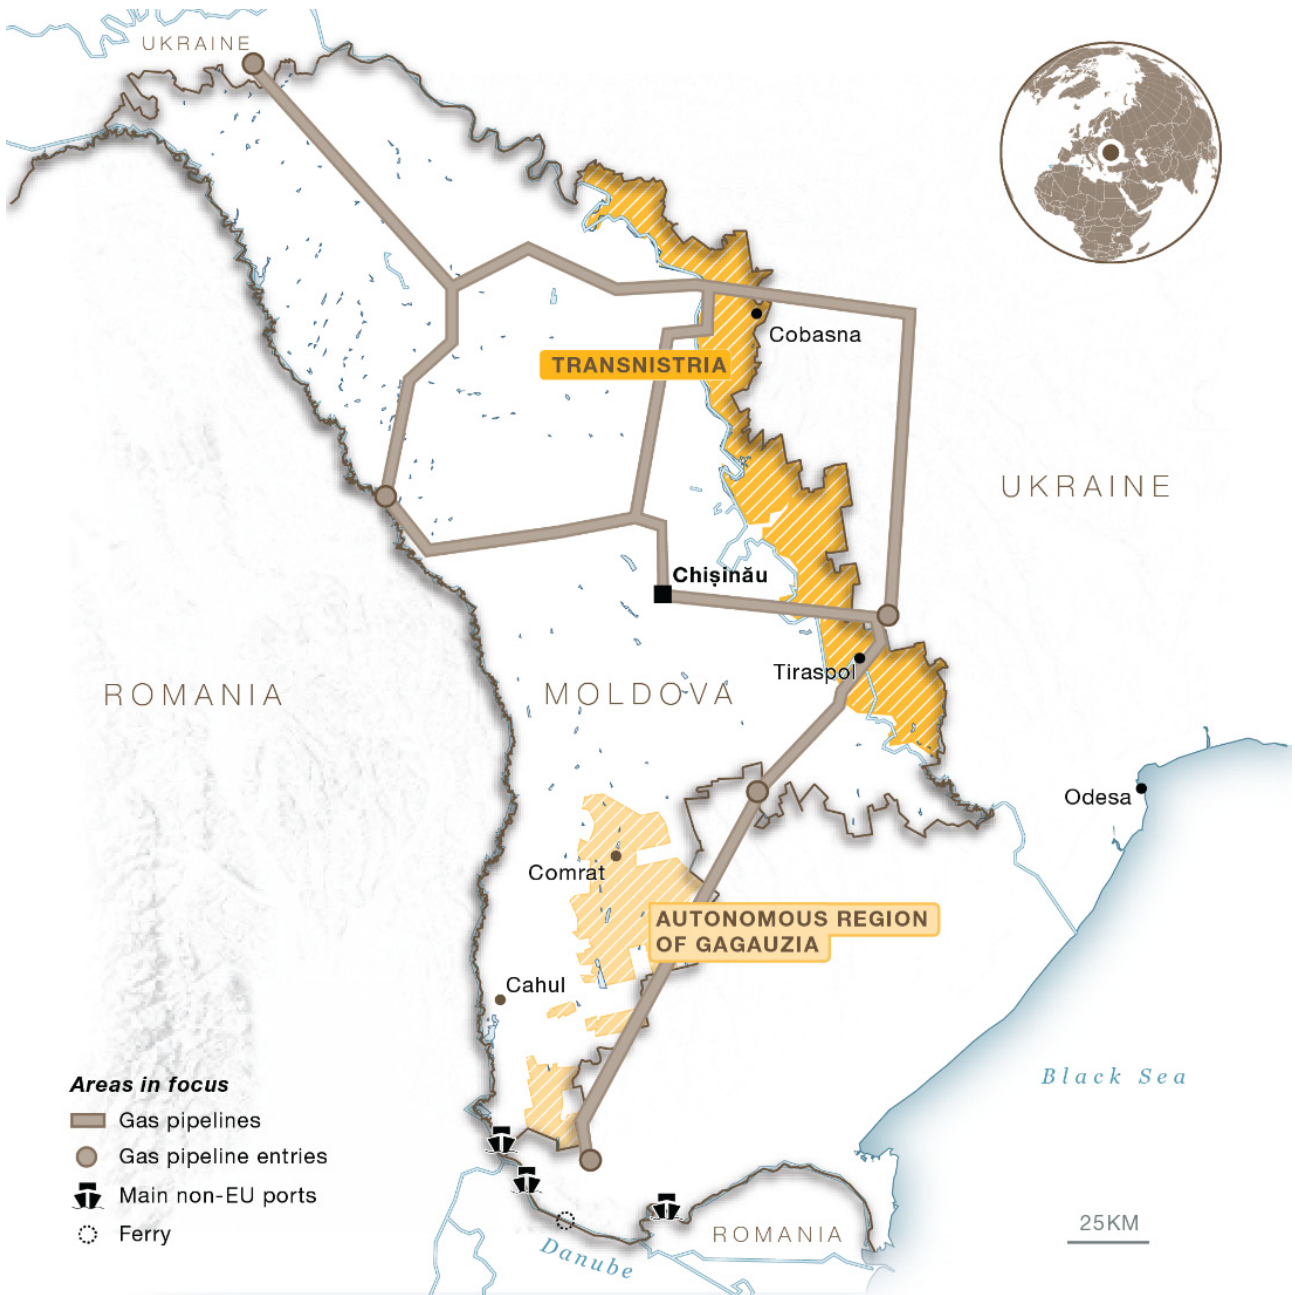 UKRAINE
Cobasna
TRANSNISTRIA
UKRAINE
Chișinău
Tiraspol
ROMANIA
MOLDOVA
Odesa
Comrat
AUTONOMOUS REGION
OF GAGAUZIA
Cahul
Black Sea
Areas in focus
Gas pipelines
Gas pipeline entries
Main non-EU ports
Ferry
Danube
ROMANIA
25KM